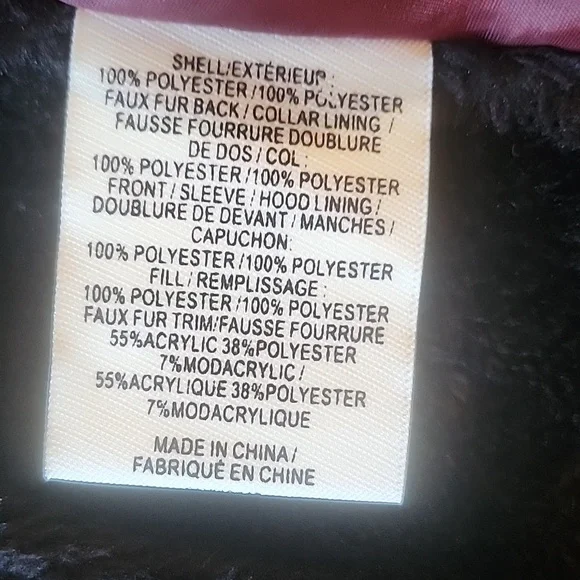 SHELL/EXTÉRIEUR :
100% POLYESTER /100% POLYESTER
FAUX FUR BACK / COLLAR LINING /
FAUSSE FOURRURE DOUBLURE
DE DOS / COL :
100% POLYESTER /100% POLYESTER
FRONT / SLEEVE / HOOD LINING /
DOUBLURE DE DEVANT / MANCHES /
CAPUCHON:
100% POLYESTER /100% POLYESTER
FILL / REMPLISSAGE :
100% POLYESTER /100% POLYESTER
FAUX FUR TRIM/FAUSSE FOURRURE
55%ACRYLIC 38%POLYESTER
7%MODACRYLIC /
55%ACRYLIQUE 38%POLYESTER
7%MODACRYLIQUE
MADE IN CHINA /
FABRIQUÉ EN CHINE